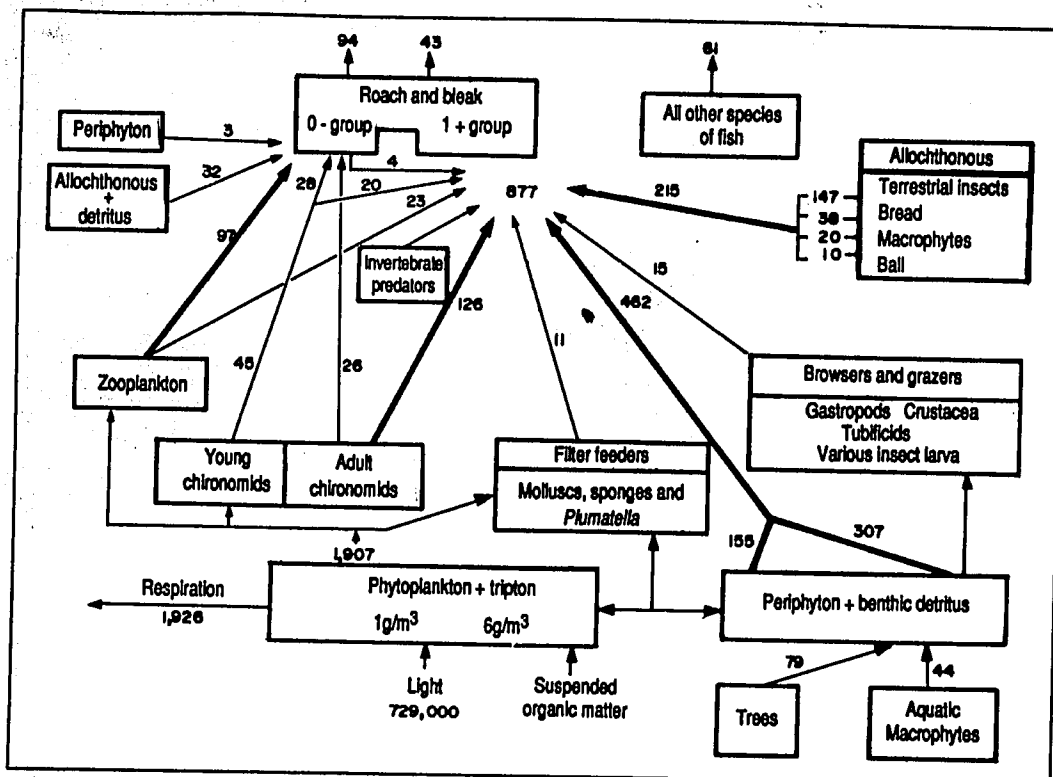 94
43
61
Roach and bleak
0 - group
1 + group
All other species
of fish
Periphyton
3
Allochthonous
+
detritus
32
4
28
20
23
877
215
Allochthonous
Terrestrial insects
Bread
Macrophytes
Ball
147
38
20
10
97
Invertebrate
predators
126
15
462
11
45
26
Zooplankton
Browsers and grazers
Gastropods Crustacea
Tubificids
Various insect larva
Young
chironomids
Adult
chironomids
Filter feeders
Molluscs, sponges and
Plumatella
155
307
1,907
Respiration
1,926
Phytoplankton + tripton
1g/m³
6g/m³
Periphyton + benthic detritus
Light
729,000
Suspended
organic matter
79
44
Trees
Aquatic
Macrophytes